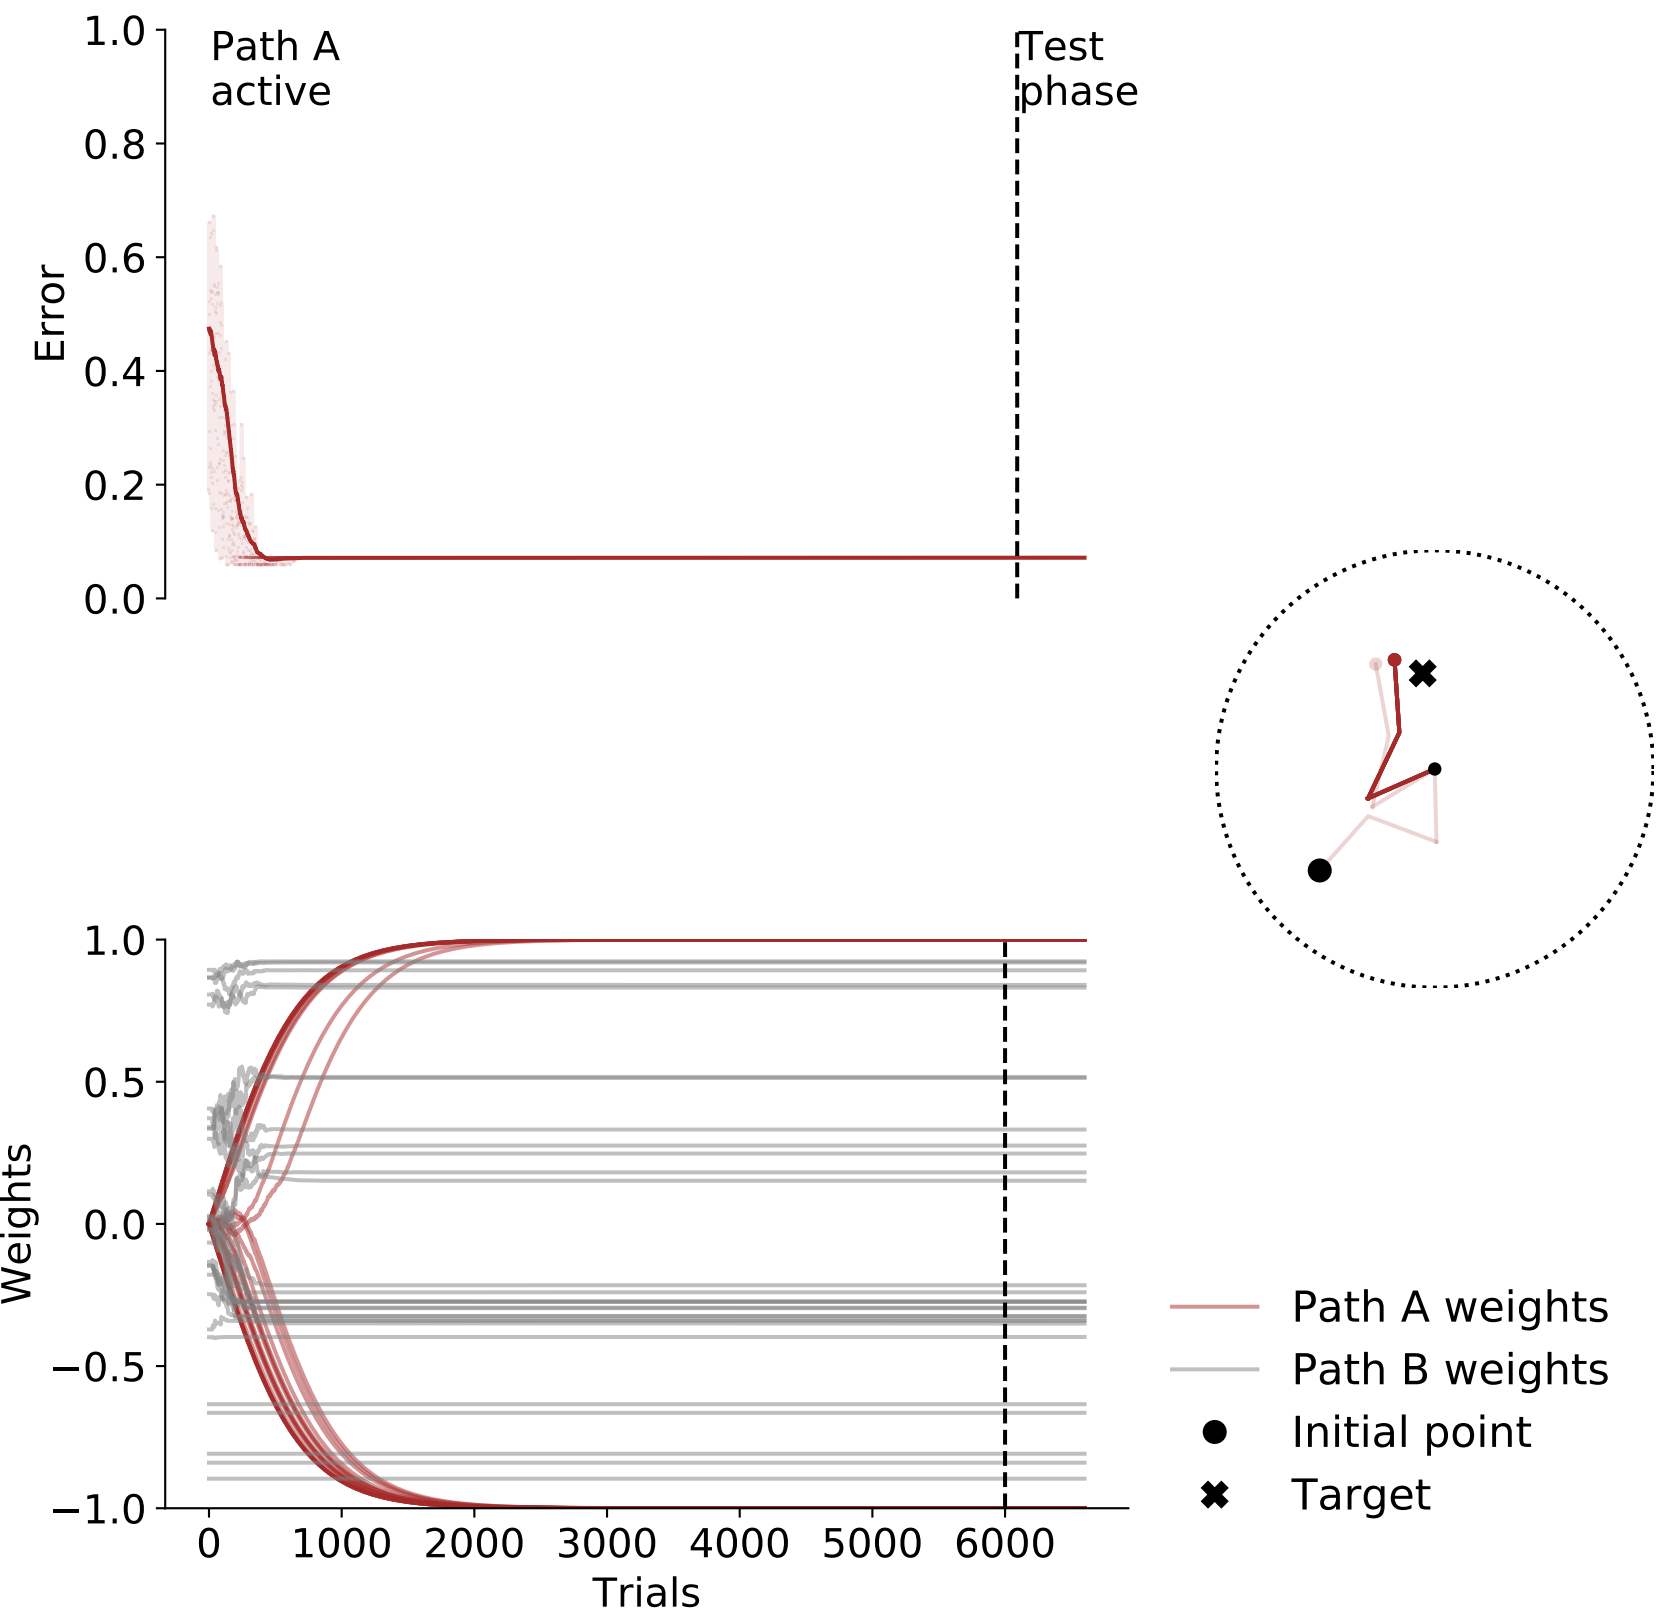 Path A
active
Test
phase
1.0
0.8
0.6
0.4
0.2
0.0
Error
1.0
0.5
0.0
−0.5
−1.0
Weights
0
1000
2000
3000
4000
5000
6000
Trials
Path A weights
Path B weights
Initial point
Target